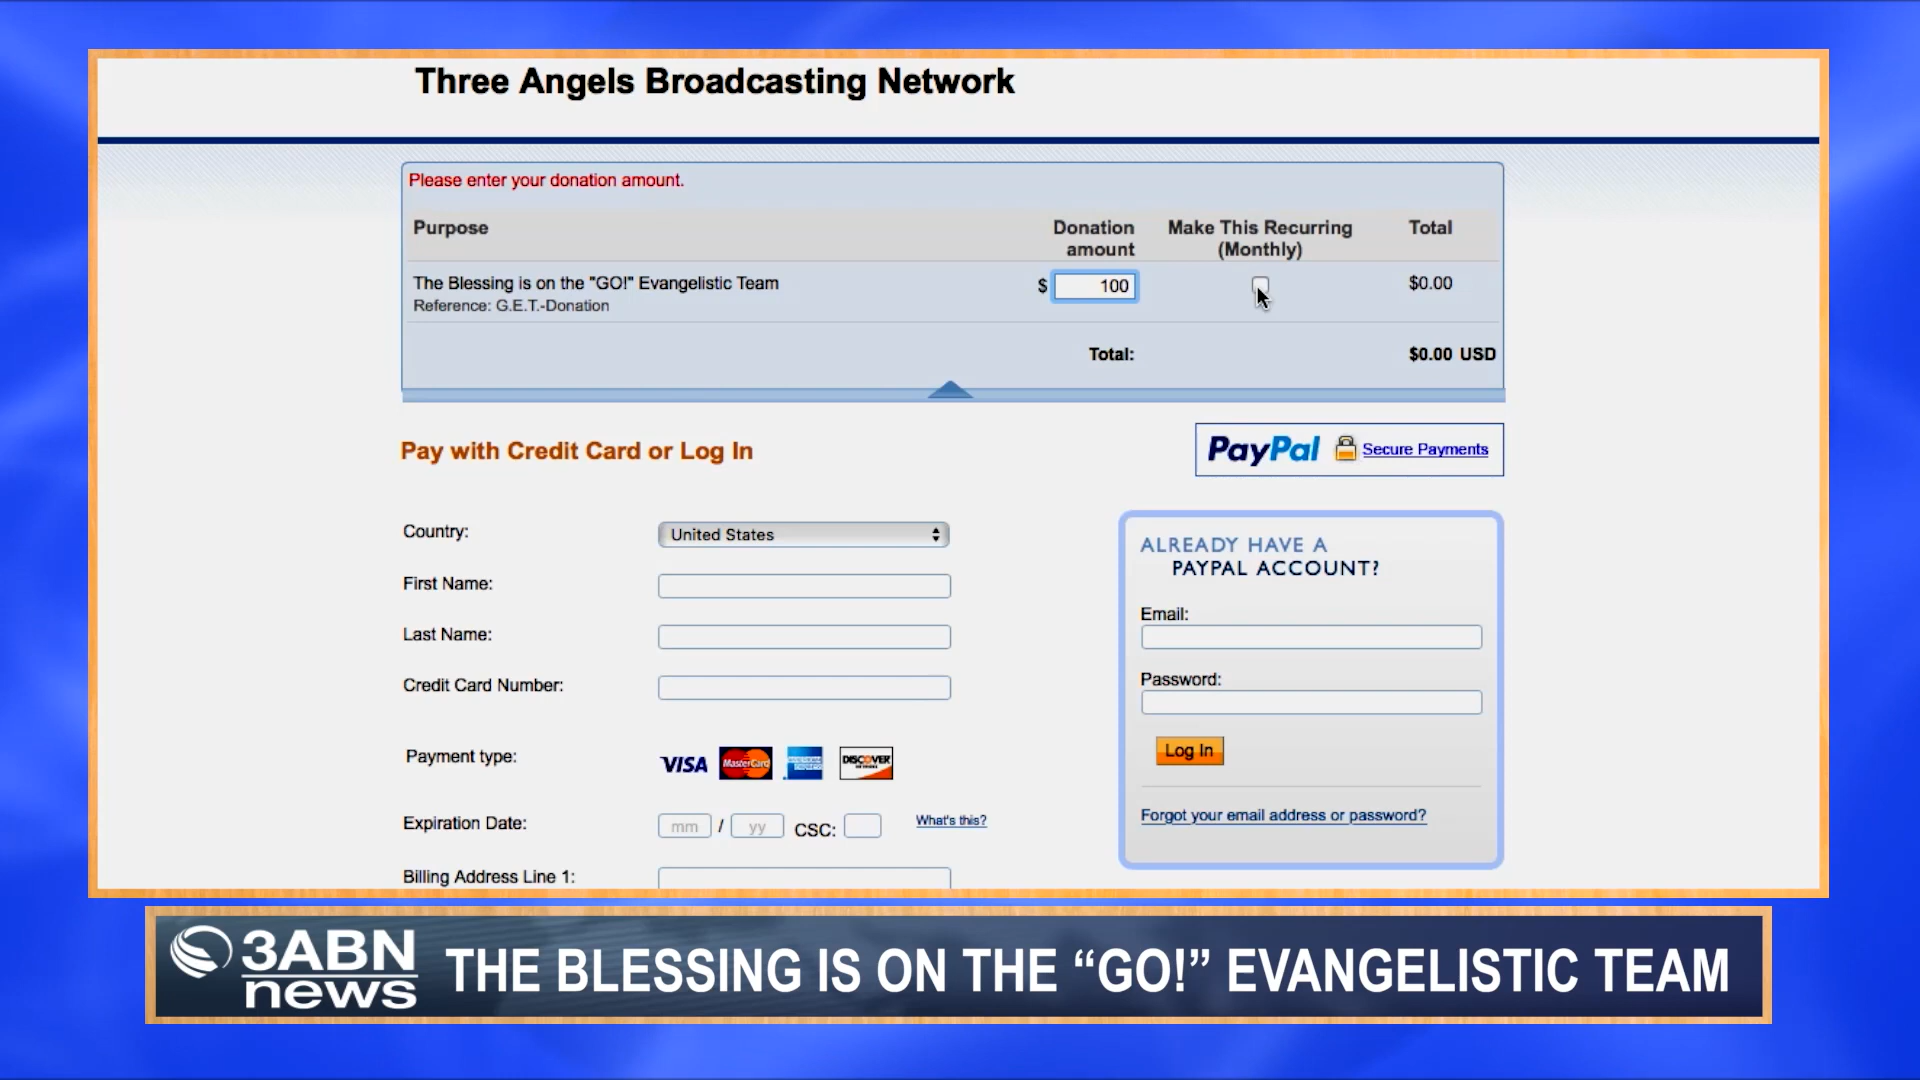 Three Angels Broadcasting Network
Please enter your donation amount.
Purpose
Donation amount
Make This Recurring (Monthly)
Total
The Blessing is on the "GO!" Evangelistic Team
$ 100
$0.00
Reference: G.E.T.-Donation
Total:
$0.00 USD
Pay with Credit Card or Log In
PayPal Secure Payments
Country:
United States
First Name:
Last Name:
Credit Card Number:
Payment type:
VISA MasterCard AMERICAN EXPRESS DISCOVER
Expiration Date:
mm / yy CSC:
What's this?
Billing Address Line 1:
ALREADY HAVE A
PAYPAL ACCOUNT?
Email:
Password:
Log In
Forgot your email address or password?
3ABN
news
THE BLESSING IS ON THE “GO!” EVANGELISTIC TEAM